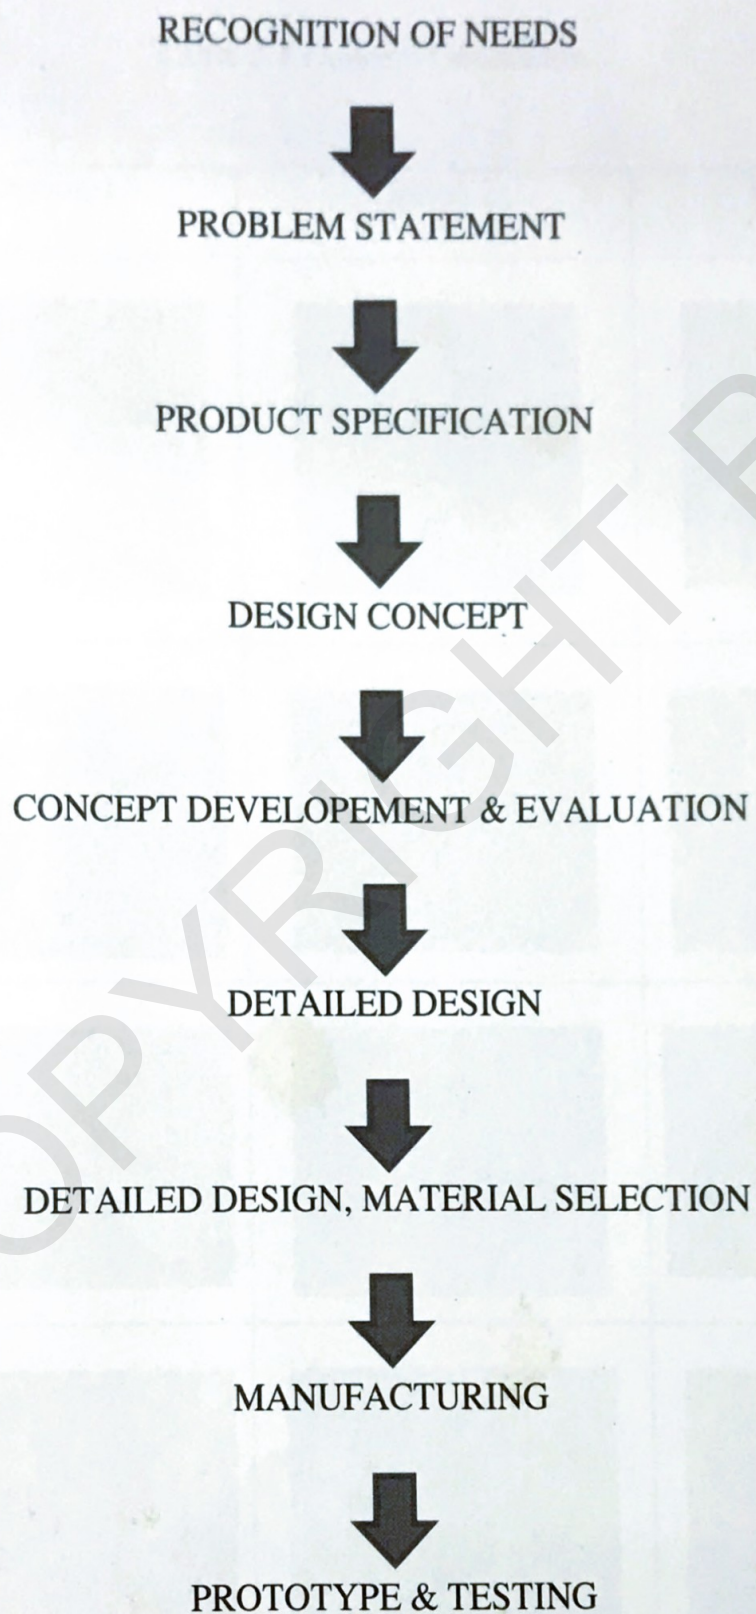 RECOGNITION OF NEEDS
PROBLEM STATEMENT
PRODUCT SPECIFICATION
DESIGN CONCEPT
CONCEPT DEVELOPEMENT & EVALUATION
DETAILED DESIGN
DETAILED DESIGN, MATERIAL SELECTION
MANUFACTURING
PROTOTYPE & TESTING
OPYRIGHT